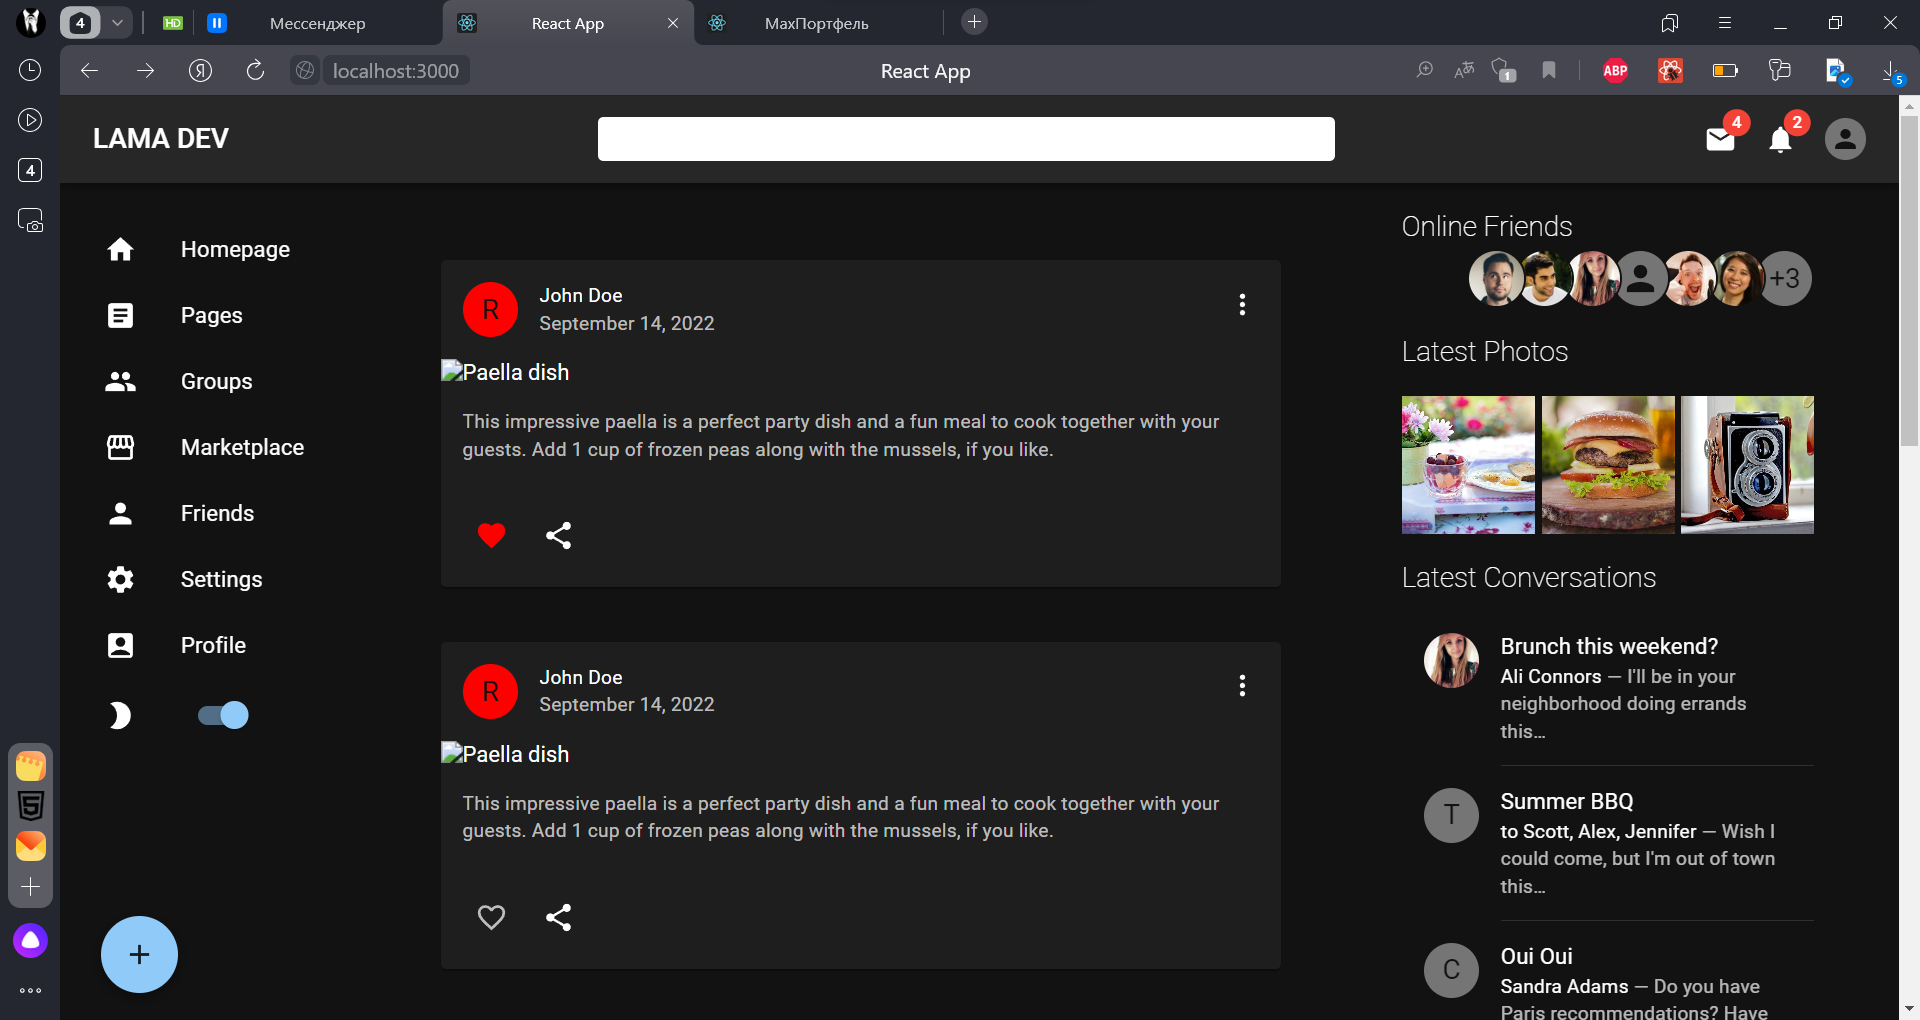 4
HD
Мессенджер
React App
МахПортфель
Я
localhost:3000
React App
1
ABP
5
4
LAMA DEV
4
2
Homepage
Pages
Groups
Marketplace
Friends
Settings
Profile
R
John Doe
September 14, 2022
Paella dish
This impressive paella is a perfect party dish and a fun meal to cook together with your
guests. Add 1 cup of frozen peas along with the mussels, if you like.
R
John Doe
September 14, 2022
Paella dish
This impressive paella is a perfect party dish and a fun meal to cook together with your
guests. Add 1 cup of frozen peas along with the mussels, if you like.
Online Friends
+3
Latest Photos
Latest Conversations
Brunch this weekend?
Ali Connors — I'll be in your
neighborhood doing errands
this…
T
Summer BBQ
to Scott, Alex, Jennifer — Wish I
could come, but I'm out of town
this…
C
Oui Oui
Sandra Adams — Do you have
Paris recommendations? Have